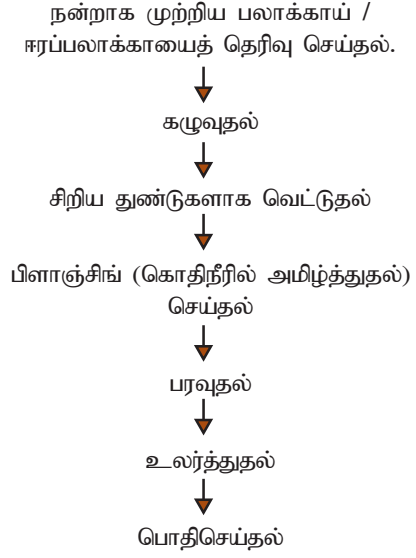 நன்றாக முற்றிய பலாக்காய் /
ஈரப்பலாக்காயைத் தெரிவு செய்தல்.
கழுவுதல்
சிறிய துண்டுகளாக வெட்டுதல்
பிளாஞ்சிங் (கொதிநீரில் அமிழ்த்துதல்)
செய்தல்
பரவுதல்
உலர்த்துதல்
பொதிசெய்தல்